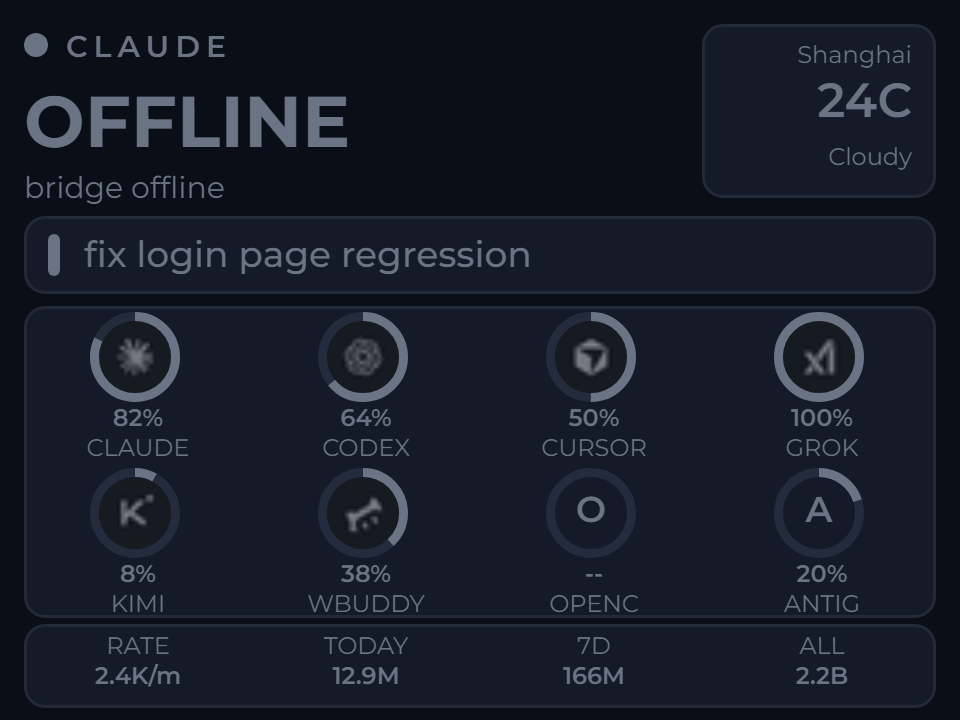 CLAUDE
OFFLINE
bridge offline
Shanghai
24C
Cloudy
fix login page regression
82%
CLAUDE
64%
CODEX
50%
CURSOR
100%
GROK
K
8%
KIMI
38%
WBUDDY
O
--
OPENC
A
20%
ANTIG
RATE
2.4K/m
TODAY
12.9M
7D
166M
ALL
2.2B